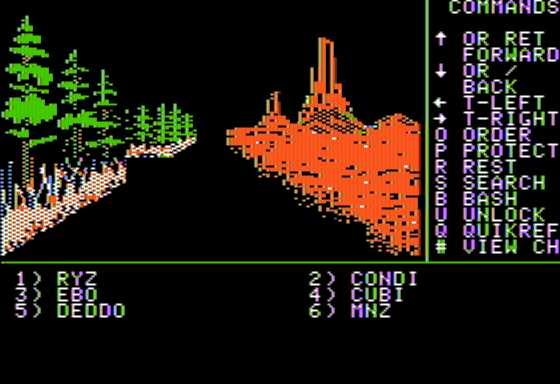 COMMANDS
↑ OR RET
FORWARD
↓ OR /
BACK
← T-LEFT
→ T-RIGHT
O ORDER
P PROTECT
R REST
S SEARCH
B BASH
U UNLOCK
Q QUIKREF
# VIEW CH
1) RYZ 2) CONDI
3) EBO 4) CUBI
5) DEDDO 6) MNZ